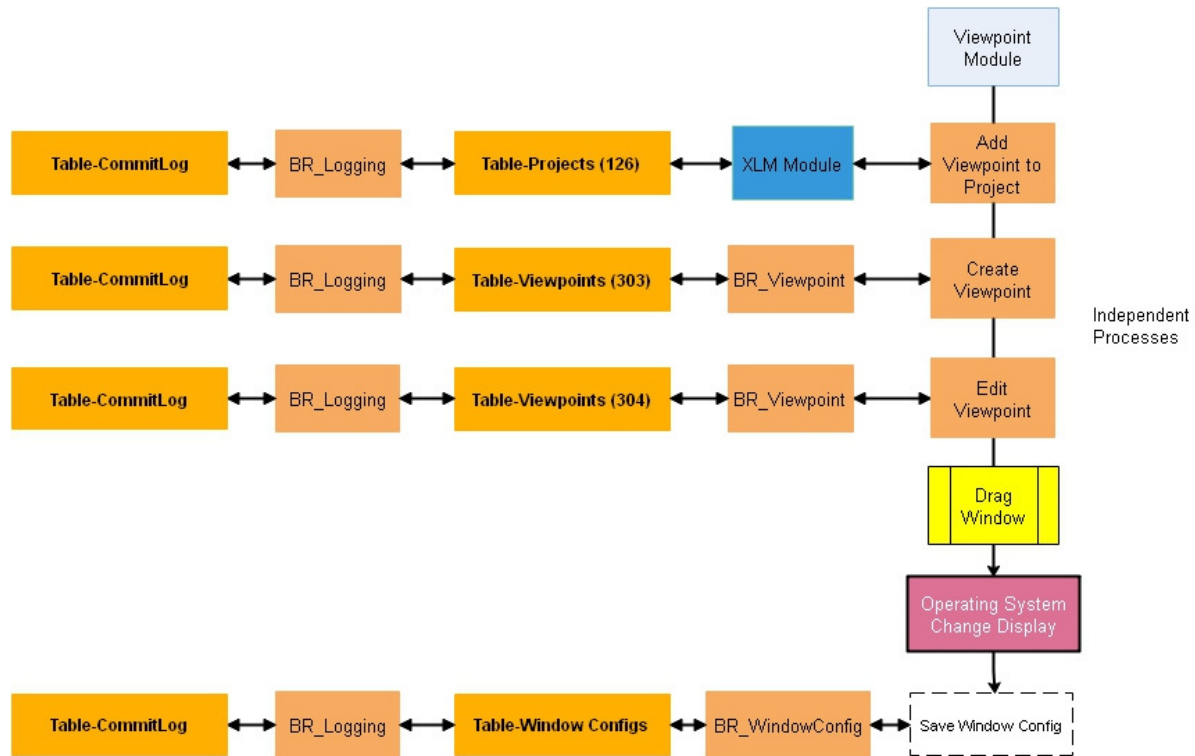 Viewpoint
Module
Table-CommitLog
BR_Logging
Table-Projects (126)
XLM Module
Add
Viewpoint to
Project
Table-CommitLog
BR_Logging
Table-Viewpoints (303)
BR_Viewpoint
Create
Viewpoint
Independent
Processes
Table-CommitLog
BR_Logging
Table-Viewpoints (304)
BR_Viewpoint
Edit
Viewpoint
Drag
Window
Operating System
Change Display
Table-CommitLog
BR_Logging
Table-Window Configs
BR_WindowConfig
Save Window Config